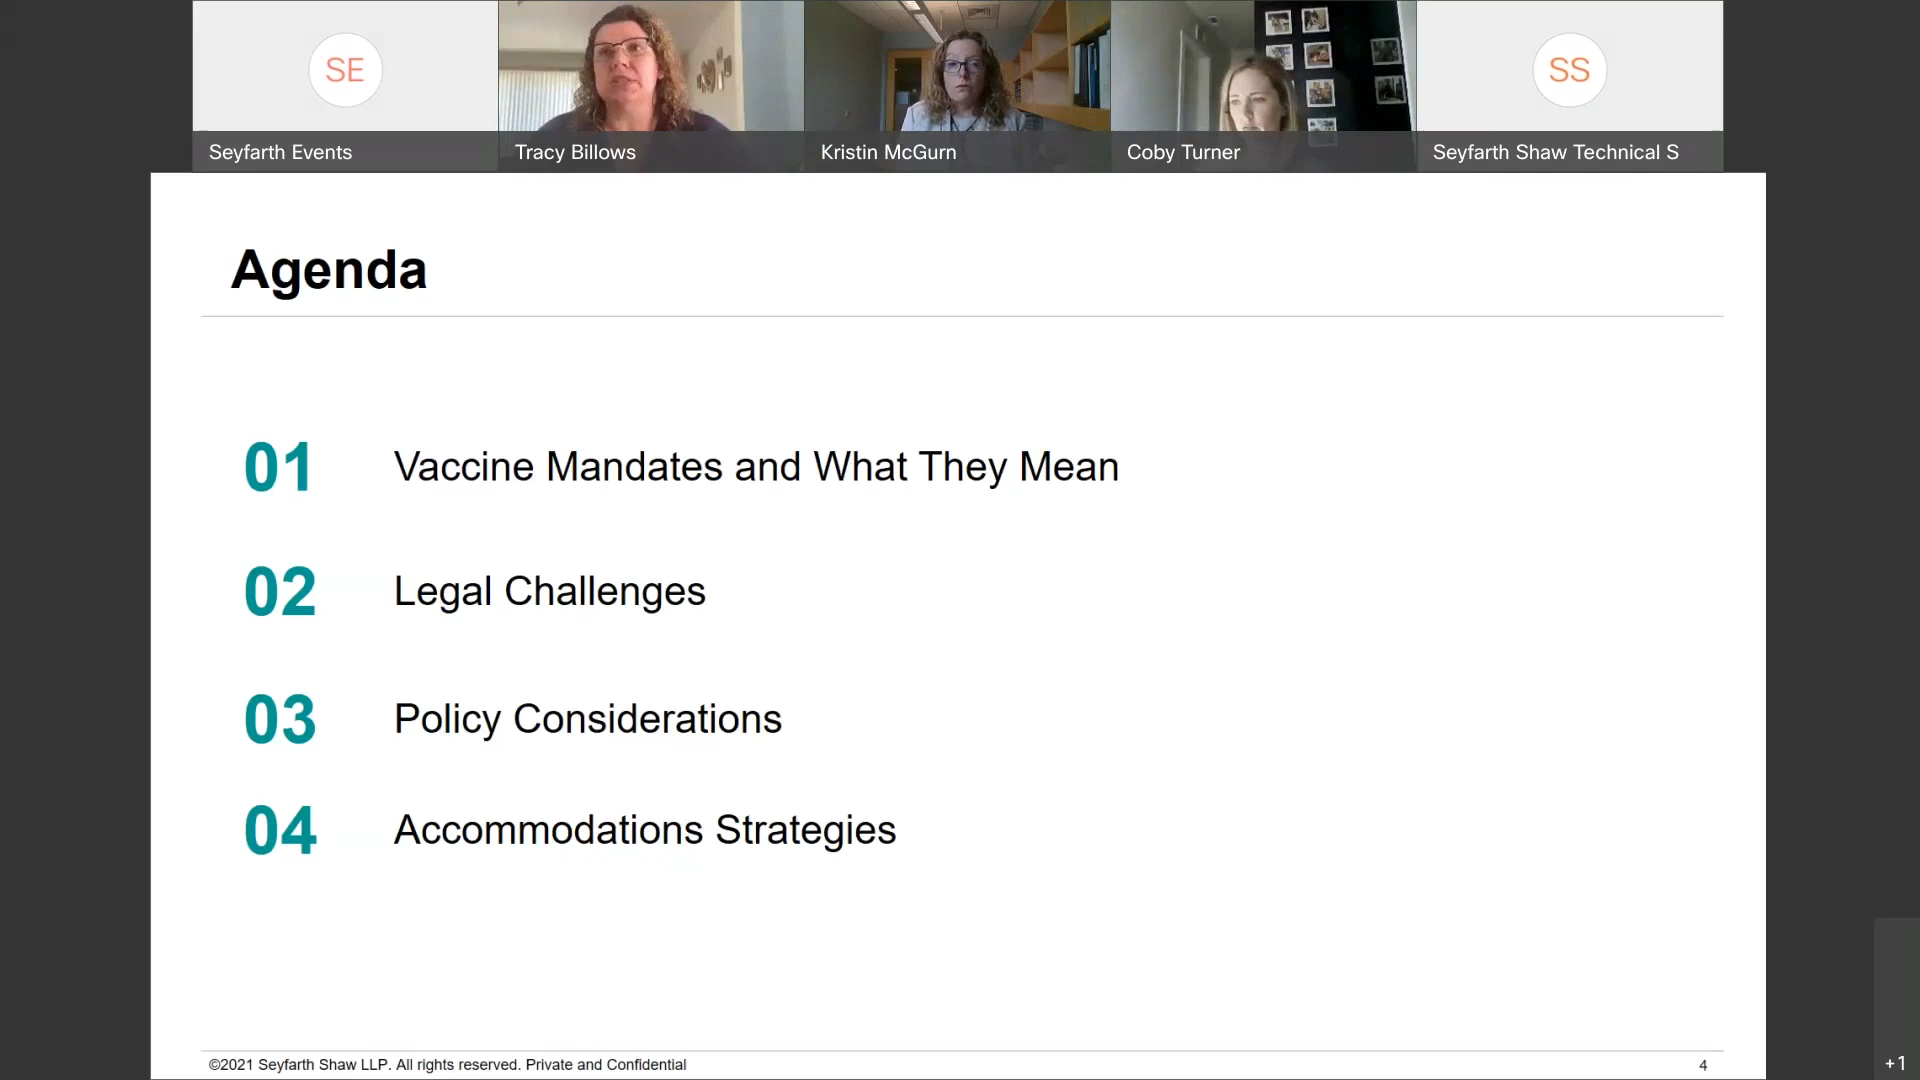 SE
SS
Seyfarth Events
Tracy Billows
Kristin McGurn
Coby Turner
Seyfarth Shaw Technical S
Agenda
01 Vaccine Mandates and What They Mean
02 Legal Challenges
03 Policy Considerations
04 Accommodations Strategies
©2021 Seyfarth Shaw LLP. All rights reserved. Private and Confidential
4
+1